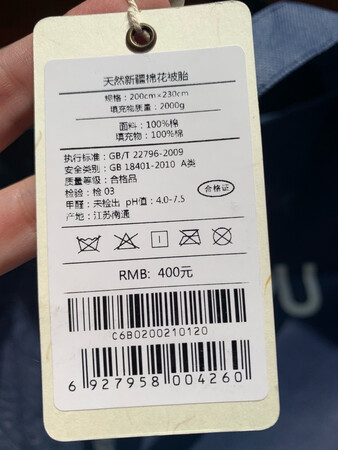 天然新疆棉花被胎
规格：200cm×230cm
填充物质量：2000g
面料：100%棉
填充物：100%棉
执行标准：GB/T 22796-2009
安全类别：GB 18401-2010 A类
质量等级：合格品
检验：检 03
合格证
甲醛：未检出 pH值：4.0-7.5
产地：江苏南通
RMB: 400元
C6B0200210120
6 927958 004260
U